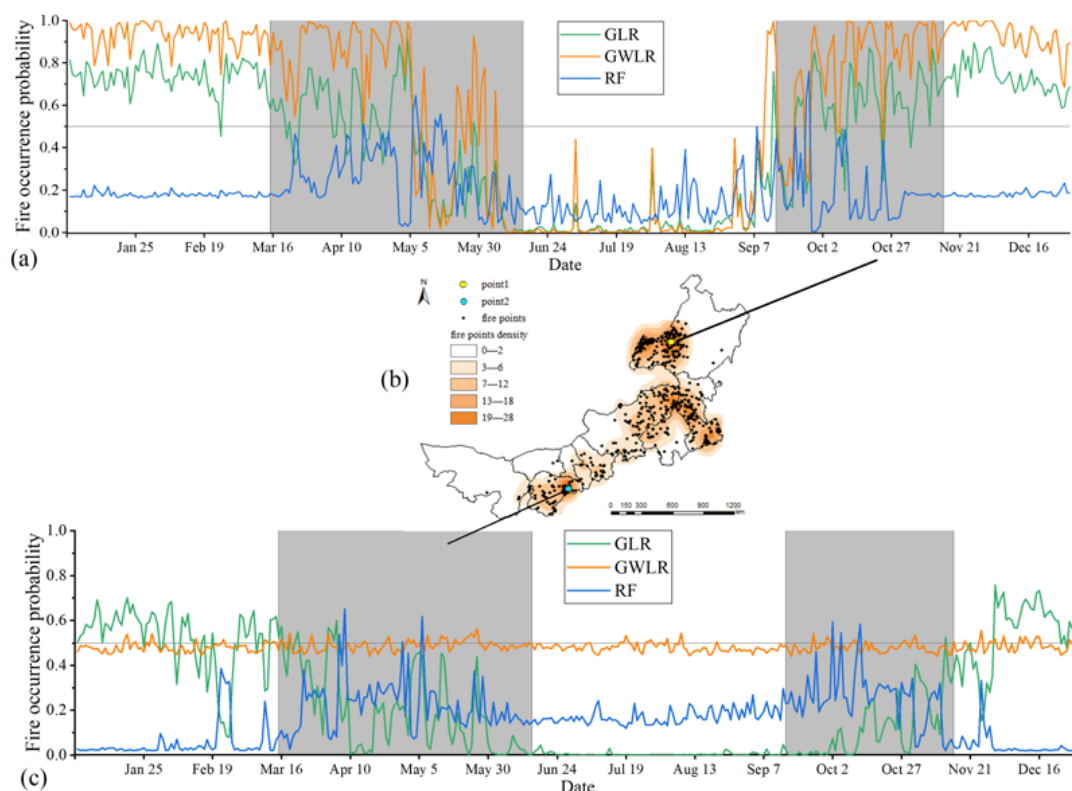 1.0
0.8
0.6
0.4
0.2
0.0
Fire occurrence probability
GLR
GWLR
RF
Jan 25 Feb 19 Mar 16 Apr 10 May 5 May 30 Jun 24 Jul 19 Aug 13 Sep 7 Oct 2 Oct 27 Nov 21 Dec 16
Date
(a)
N
point1
point2
fire points
fire points density
0—2
3—6
7—12
13—18
19—28
(b)
0 150 300 600 900 1200
km
1.0
0.8
0.6
0.4
0.2
0.0
Fire occurrence probability
GLR
GWLR
RF
Jan 25 Feb 19 Mar 16 Apr 10 May 5 May 30 Jun 24 Jul 19 Aug 13 Sep 7 Oct 2 Oct 27 Nov 21 Dec 16
Date
(c)